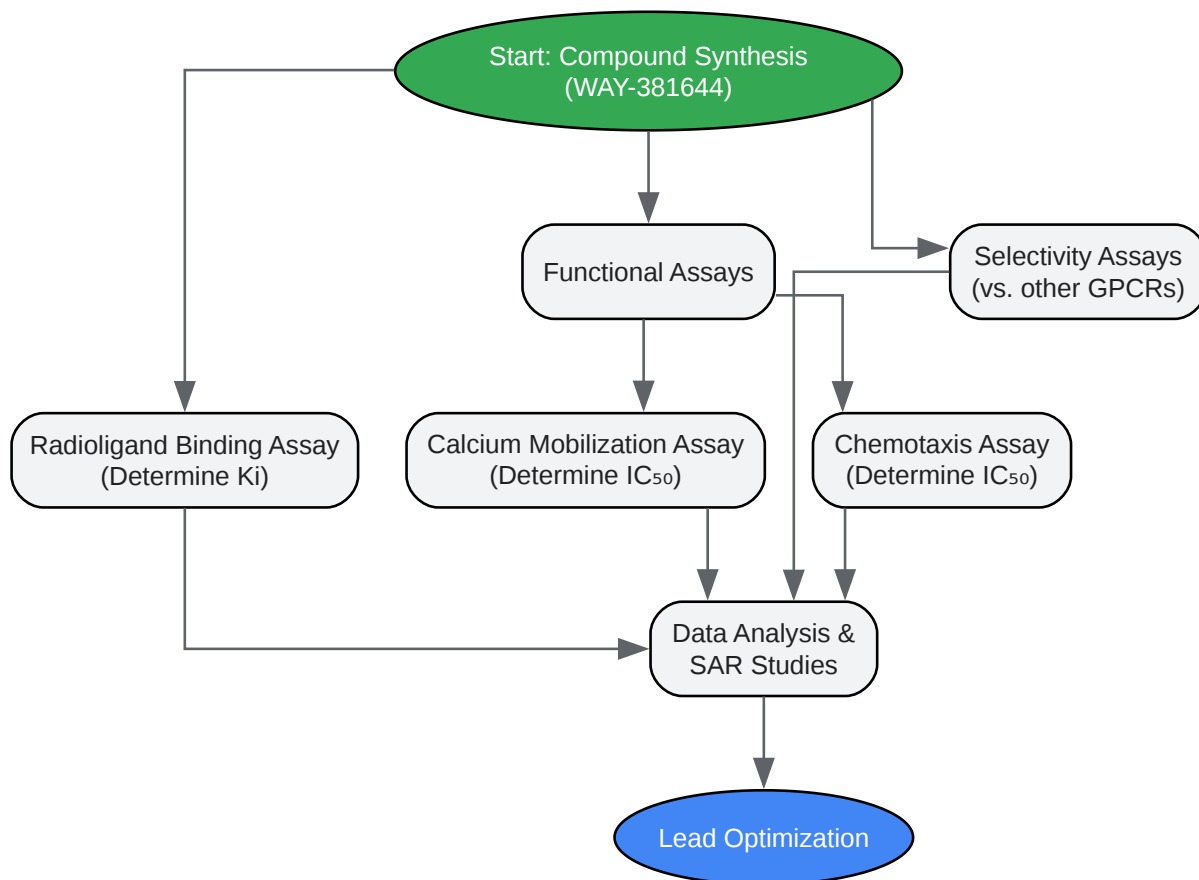 Start: Compound Synthesis
(WAY-381644)
Functional Assays
Selectivity Assays
(vs. other GPCRs)
Radioligand Binding Assay
(Determine Ki)
Calcium Mobilization Assay
(Determine IC₅₀)
Chemotaxis Assay
(Determine IC₅₀)
Data Analysis &
SAR Studies
Lead Optimization